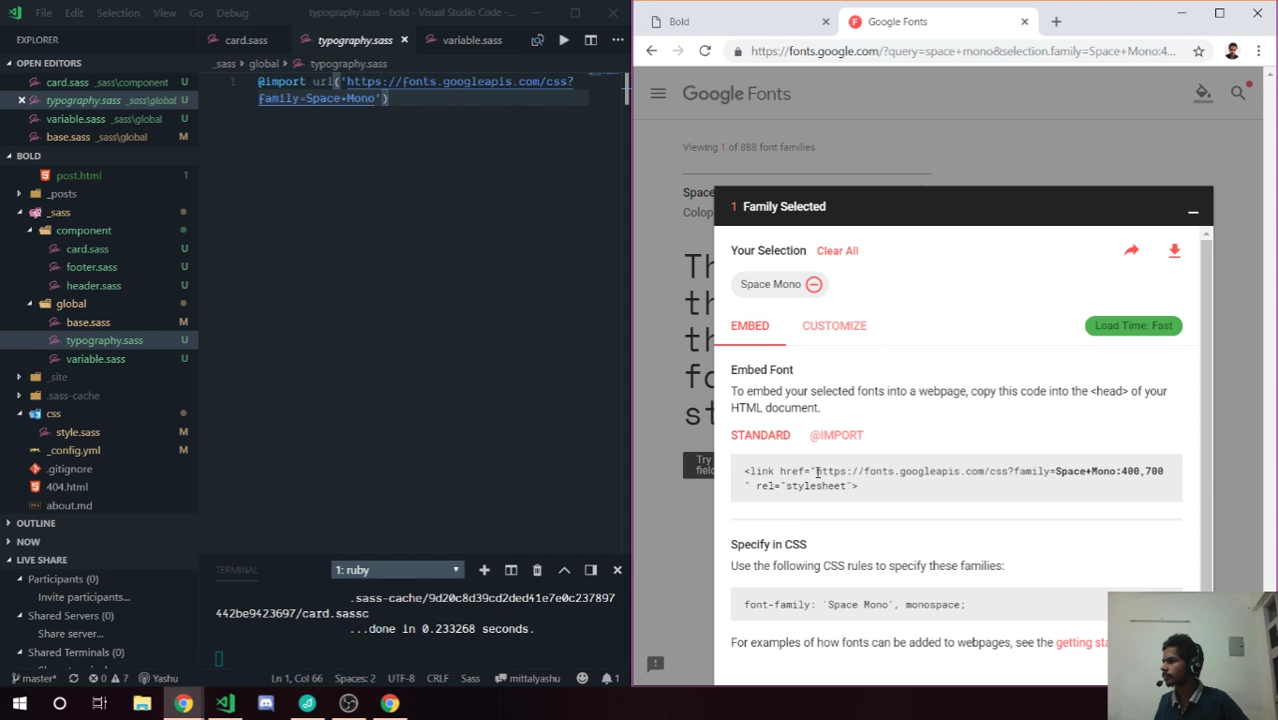 File Edit Selection View Go Debug typography.sass - bold - Visual Studio Code -...
EXPLORER
OPEN EDITORS
card.sass _sass\component U
typography.sass _sass\global U
variable.sass _sass\global U
base.sass _sass\global M
BOLD
post.html 1
_posts
_sass
component
card.sass U
footer.sass U
header.sass U
global
base.sass M
typography.sass U
variable.sass U
_site
.sass-cache
css
style.sass M
_config.yml M
.gitignore
404.html
about.md
OUTLINE
NOW
LIVE SHARE
Participants (0)
Invite participants...
Shared Servers (0)
Share server...
Shared Terminals (0)
card.sass typography.sass variable.sass
_sass global typography.sass
1 @import url('https://fonts.googleapis.com/css?
family=Space+Mono')
TERMINAL 1: ruby
.sass-cache/9d20c8d39cd2ded41e7e0c237897
442be9423697/card.sassc
...done in 0.233268 seconds.
master* 0 7 Yashu Ln 1, Col 66 Spaces: 2 UTF-8 CRLF Sass mittalyashu 1
Bold Google Fonts
https://fonts.google.com/?query=space+mono&selection.family=Space+Mono:4...
Google Fonts
Viewing 1 of 888 font families
Space
Colop
Th
th
th
fo
st
Try
field
1 Family Selected
Your Selection Clear All
Space Mono
EMBED CUSTOMIZE Load Time: Fast
Embed Font
To embed your selected fonts into a webpage, copy this code into the <head> of your
HTML document.
STANDARD @IMPORT
<link href="https://fonts.googleapis.com/css?family=Space+Mono:400,700
" rel="stylesheet">
Specify in CSS
Use the following CSS rules to specify these families:
font-family: 'Space Mono', monospace;
For examples of how fonts can be added to webpages, see the getting sta